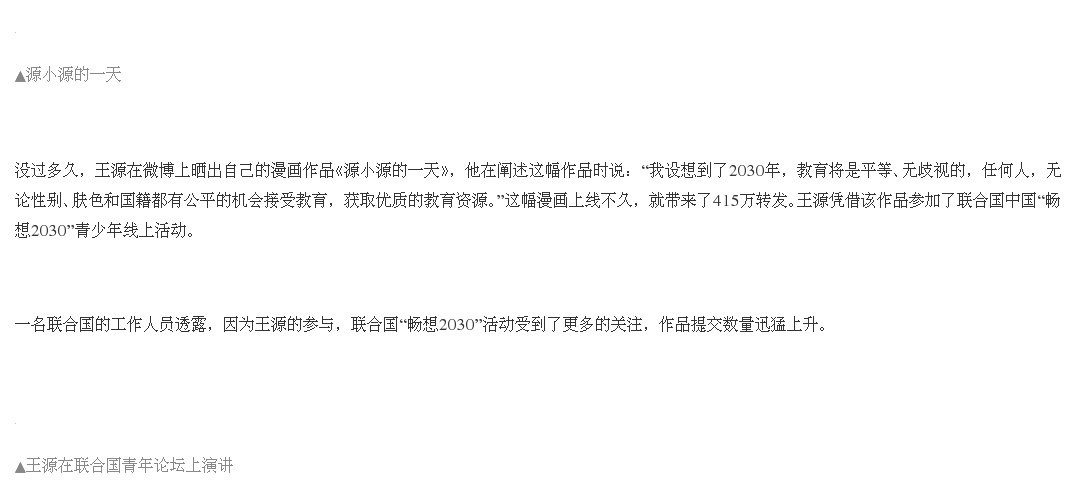 ▲源小源的一天
没过多久，王源在微博上晒出自己的漫画作品《源小源的一天》，他在阐述这幅作品时说：“我设想到了2030年，教育将是平等、无歧视的，任何人，无
论性别、肤色和国籍都有公平的机会接受教育，获取优质的教育资源。”这幅漫画上线不久，就带来了415万转发。王源凭借该作品参加了联合国中国“畅
想2030”青少年线上活动。
一名联合国的工作人员透露，因为王源的参与，联合国“畅想2030”活动受到了更多的关注，作品提交数量迅猛上升。
▲王源在联合国青年论坛上演讲